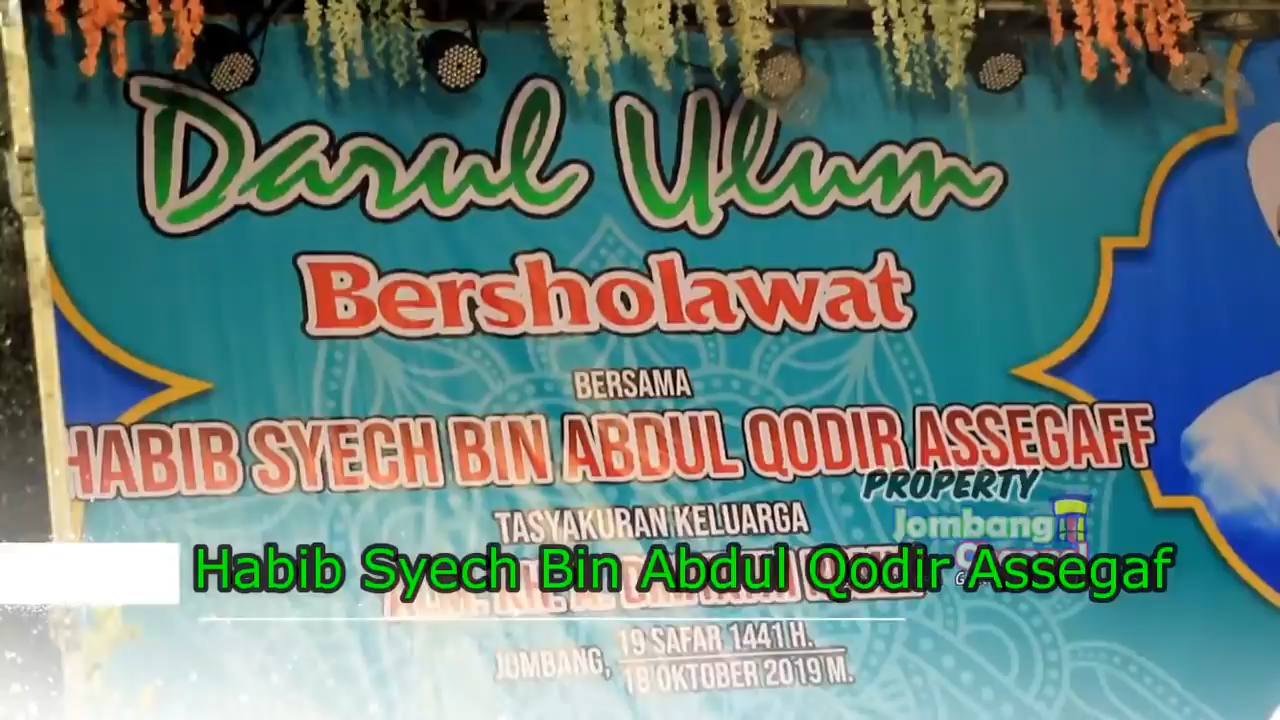 Darul Ulum
Bersholawat
BERSAMA
HABIB SYECH BIN ABDUL QODIR ASSEGAFF
PROPERTY
TASYAKURAN KELUARGA
Jombang
Habib Syech Bin Abdul Qodir Assegaf
JOMBANG, 19 SAFAR 1441 H.
18 OKTOBER 2019 M.